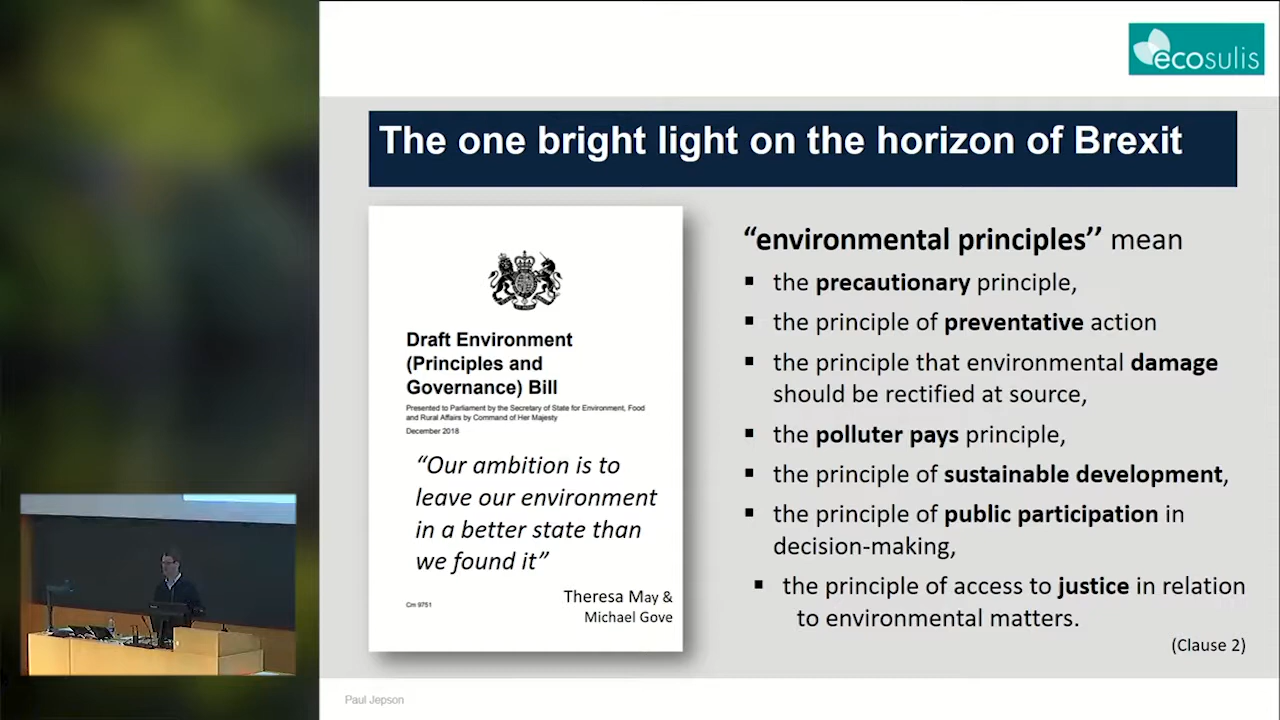 ecosulis
The one bright light on the horizon of Brexit
Draft Environment
(Principles and
Governance) Bill
Presented to Parliament by the Secretary of State for Environment, Food
and Rural Affairs by Command of Her Majesty
December 2018
“Our ambition is to
leave our environment
in a better state than
we found it”
Theresa May &
Michael Gove
Cm 9751
“environmental principles’’ mean
▪ the precautionary principle,
▪ the principle of preventative action
▪ the principle that environmental damage
should be rectified at source,
▪ the polluter pays principle,
▪ the principle of sustainable development,
▪ the principle of public participation in
decision-making,
▪ the principle of access to justice in relation
to environmental matters.
(Clause 2)
Paul Jepson